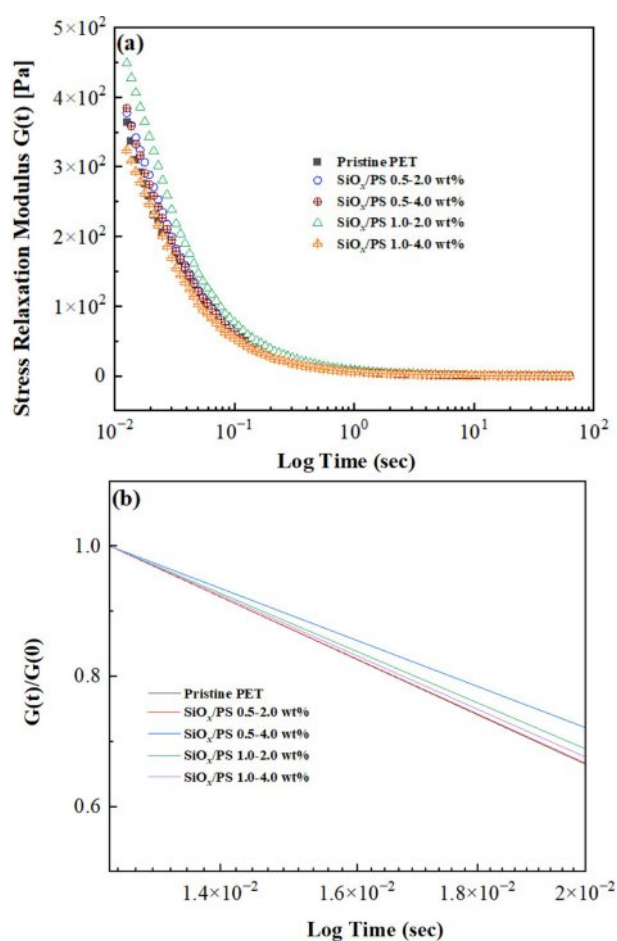 (a)
Stress Relaxation Modulus G(t) [Pa]
5×10²
4×10²
3×10²
2×10²
1×10²
0
Pristine PET
SiOₓ/PS 0.5-2.0 wt%
SiOₓ/PS 0.5-4.0 wt%
SiOₓ/PS 1.0-2.0 wt%
SiOₓ/PS 1.0-4.0 wt%
10⁻² 10⁻¹ 10⁰ 10¹ 10²
Log Time (sec)
(b)
G(t)/G(0)
1.0
0.8
0.6
Pristine PET
SiOₓ/PS 0.5-2.0 wt%
SiOₓ/PS 0.5-4.0 wt%
SiOₓ/PS 1.0-2.0 wt%
SiOₓ/PS 1.0-4.0 wt%
1.4×10⁻² 1.6×10⁻² 1.8×10⁻² 2×10⁻²
Log Time (sec)